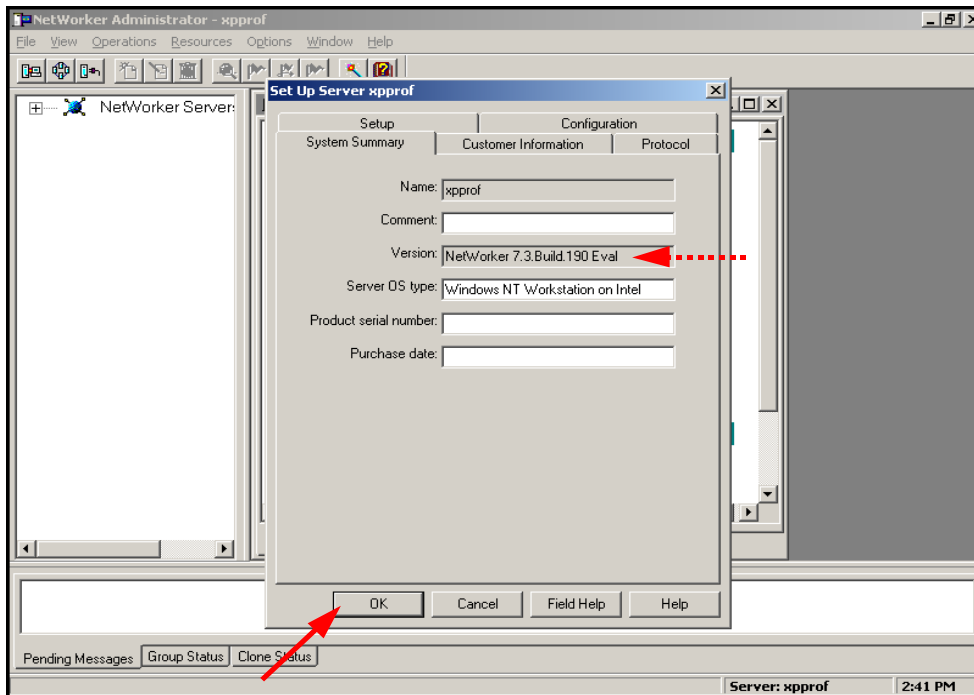 NetWorker Administrator - xpprof
File View Operations Resources Options Window Help
NetWorker Server
Set Up Server xpprof
Setup Configuration
System Summary Customer Information Protocol
Name: xpprof
Comment:
Version: NetWorker 7.3.Build.190 Eval
Server OS type: Windows NT Workstation on Intel
Product serial number:
Purchase date:
OK Cancel Field Help Help
Pending Messages Group Status Clone Status
Server: xpprof 2:41 PM